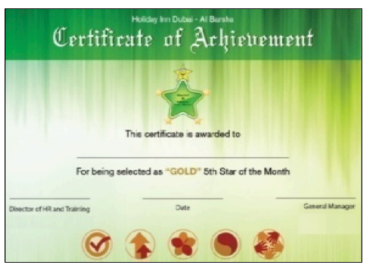 Holiday Inn Dubai - Al Barsha
Certificate of Achievement
This certificate is awarded to
For being selected as "GOLD" 5th Star of the Month
Director of HR and Training
Date
General Manager